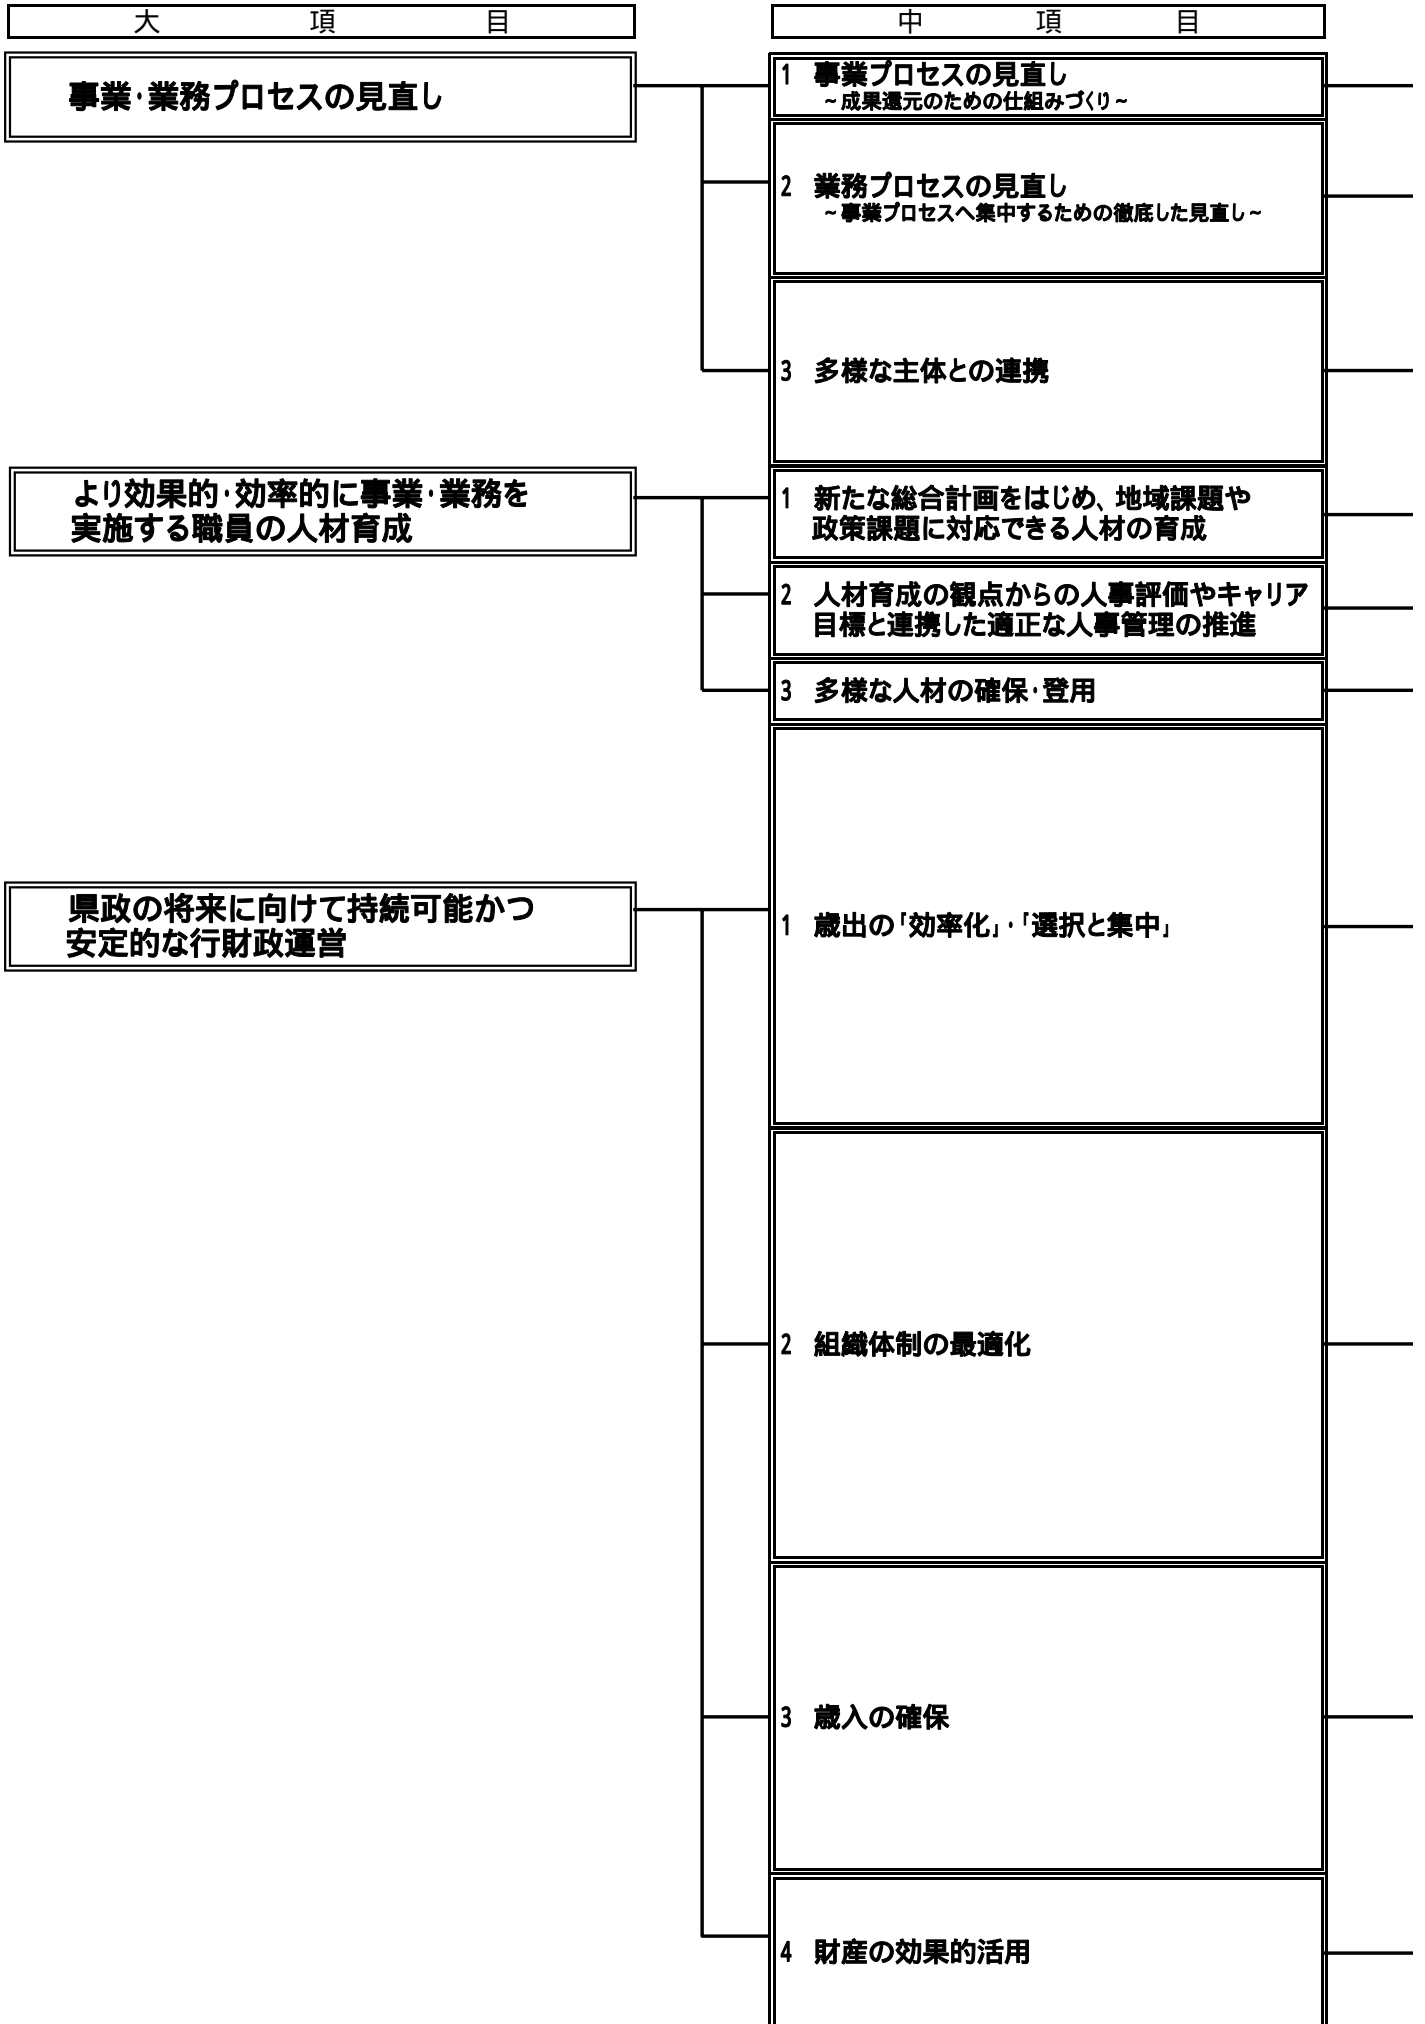 大　項　目
中　項　目
事業・業務プロセスの見直し
1　事業プロセスの見直し
～成果還元のための仕組みづくり～
2　業務プロセスの見直し
～事業プロセスへ集中するための徹底した見直し～
3　多様な主体との連携
より効果的・効率的に事業・業務を
実施する職員の人材育成
1　新たな総合計画をはじめ、地域課題や
政策課題に対応できる人材の育成
2　人材育成の観点からの人事評価やキャリア
目標と連携した適正な人事管理の推進
3　多様な人材の確保・登用
県政の将来に向けて持続可能かつ
安定的な行財政運営
1　歳出の「効率化」・「選択と集中」
2　組織体制の最適化
3　歳入の確保
4　財産の効果的活用